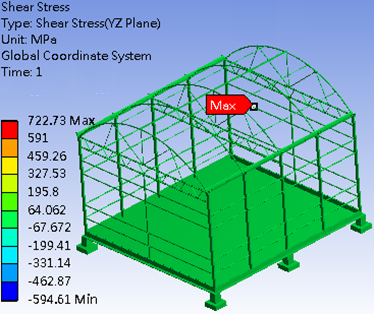 Shear Stress
Type: Shear Stress(YZ Plane)
Unit: MPa
Global Coordinate System
Time: 1
Max
722.73 Max
591
459.26
327.53
195.8
64.062
-67.672
-199.41
-331.14
-462.87
-594.61 Min